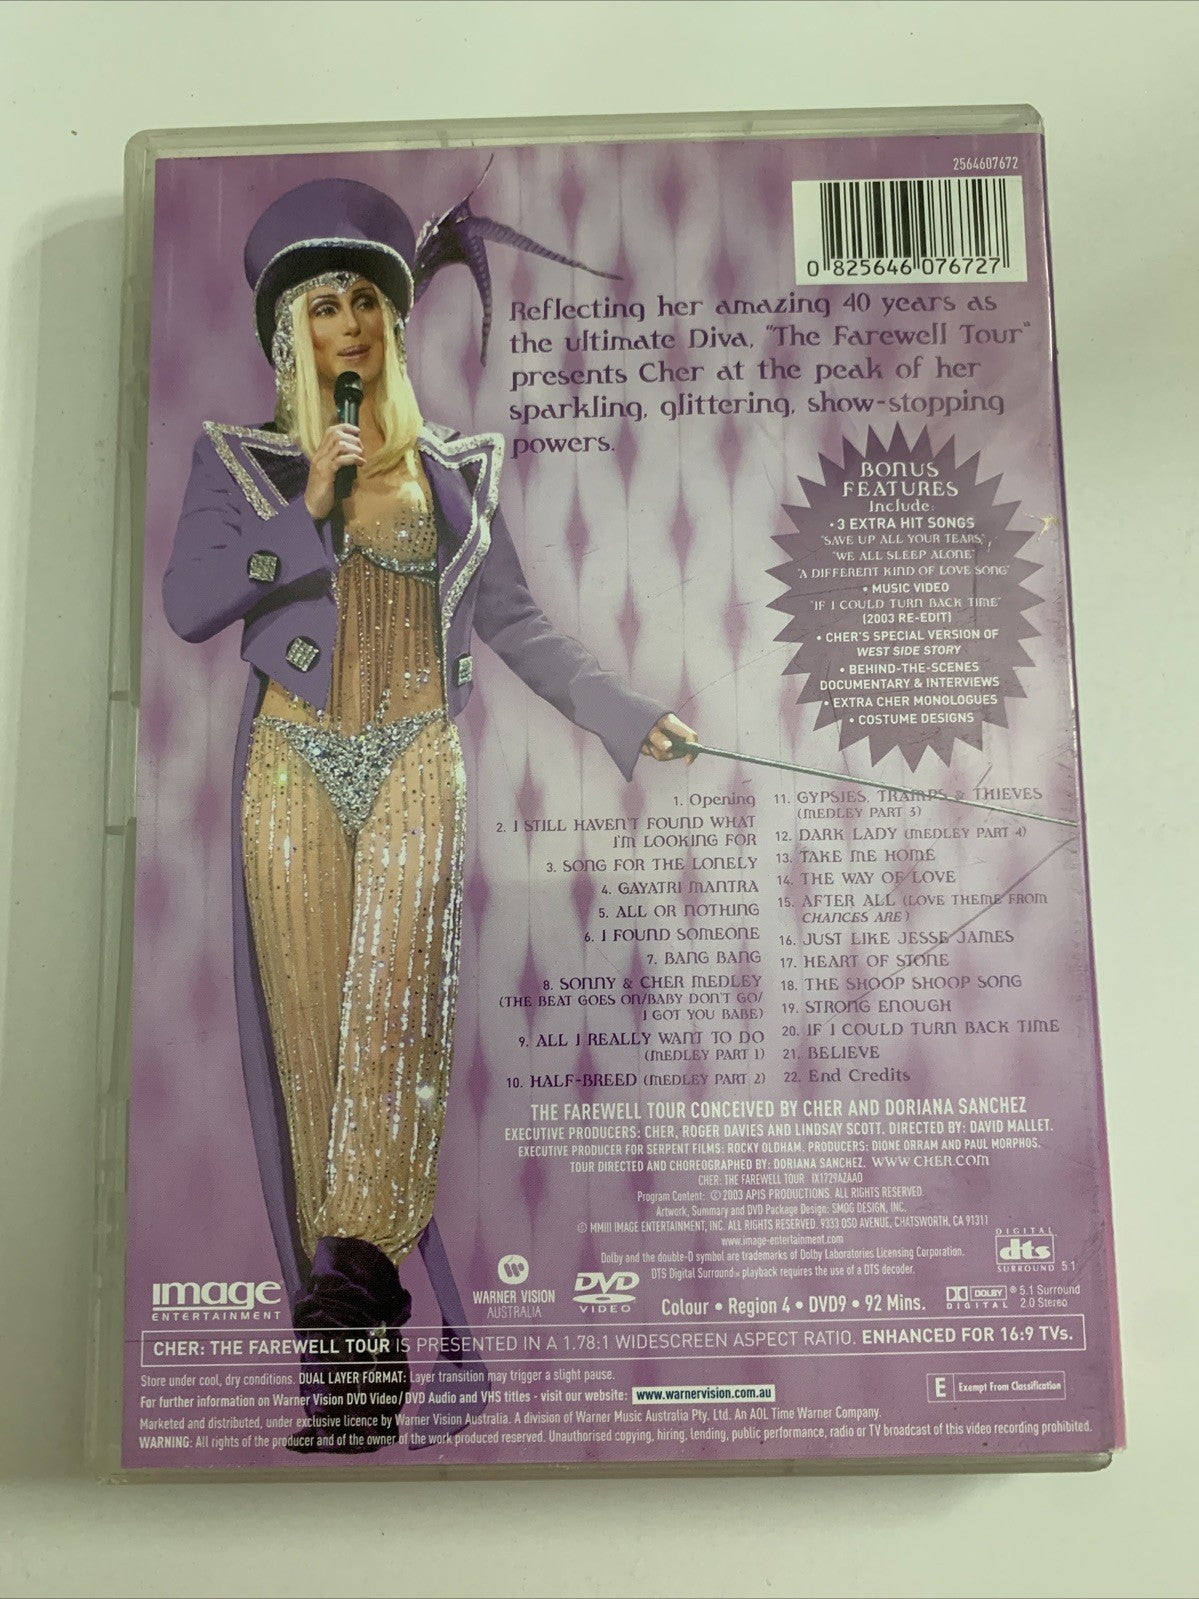 2564607672
0 825646 076727
Reflecting her amazing 40 years as
the ultimate Diva, "The Farewell Tour"
presents Cher at the peak of her
sparkling, glittering, show-stopping
powers.
BONUS
FEATURES
Include:
• 3 EXTRA HIT SONGS
"SAVE UP ALL YOUR TEARS",
"WE ALL SLEEP ALONE"
"A DIFFERENT KIND OF LOVE SONG"
• MUSIC VIDEO
"IF I COULD TURN BACK TIME"
(2003 RE-EDIT)
• CHER'S SPECIAL VERSION OF
WEST SIDE STORY
• BEHIND-THE-SCENES
DOCUMENTARY & INTERVIEWS
• EXTRA CHER MONOLOGUES
• COSTUME DESIGNS
1. Opening
2. I STILL HAVEN'T FOUND WHAT
I'M LOOKING FOR
3. SONG FOR THE LONELY
4. GAYATRI MANTRA
5. ALL OR NOTHING
6. I FOUND SOMEONE
7. BANG BANG
8. SONNY & CHER MEDLEY
(THE BEAT GOES ON/BABY DON'T GO/
I GOT YOU BABE)
9. ALL I REALLY WANT TO DO
(MEDLEY PART 1)
10. HALF-BREED (MEDLEY PART 2)
11. GYPSIES, TRAMPS & THIEVES
(MEDLEY PART 3)
12. DARK LADY (MEDLEY PART 4)
13. TAKE ME HOME
14. THE WAY OF LOVE
15. AFTER ALL (LOVE THEME FROM
CHANCES ARE)
16. JUST LIKE JESSE JAMES
17. HEART OF STONE
18. THE SHOOP SHOOP SONG
19. STRONG ENOUGH
20. IF I COULD TURN BACK TIME
21. BELIEVE
22. End Credits
THE FAREWELL TOUR CONCEIVED BY CHER AND DORIANA SANCHEZ
EXECUTIVE PRODUCERS: CHER, ROGER DAVIES AND LINDSAY SCOTT. DIRECTED BY: DAVID MALLET.
EXECUTIVE PRODUCER FOR SERPENT FILMS: ROCKY OLDHAM. PRODUCERS: DIONE ORRAM AND PAUL MORPHOS.
TOUR DIRECTED AND CHOREOGRAPHED BY: DORIANA SANCHEZ. WWW.CHER.COM
CHER: THE FAREWELL TOUR IX1729AZAAD
Program Content: © 2003 APIS PRODUCTIONS. ALL RIGHTS RESERVED.
Artwork, Summary and DVD Package Design: SMOG DESIGN, INC.
© MMIII IMAGE ENTERTAINMENT, INC. ALL RIGHTS RESERVED. 9333 OSO AVENUE, CHATSWORTH, CA 91311
www.image-entertainment.com
Dolby and the double-D symbol are trademarks of Dolby Laboratories Licensing Corporation.
DTS Digital Surround™ playback requires the use of a DTS decoder.
DIGITAL
dts
SURROUND 5.1
image
ENTERTAINMENT
WARNER VISION
AUSTRALIA
DVD
VIDEO
Colour • Region 4 • DVD9 • 92 Mins.
DOLBY
DIGITAL
® 5.1 Surround
2.0 Stereo
CHER: THE FAREWELL TOUR IS PRESENTED IN A 1.78:1 WIDESCREEN ASPECT RATIO. ENHANCED FOR 16:9 TVs.
Store under cool, dry conditions. DUAL LAYER FORMAT: Layer transition may trigger a slight pause.
For further information on Warner Vision DVD Video/DVD Audio and VHS titles - visit our website: www.warnervision.com.au
E Exempt From Classification
Marketed and distributed, under exclusive licence by Warner Vision Australia. A division of Warner Music Australia Pty. Ltd. An AOL Time Warner Company.
WARNING: All rights of the producer and of the owner of the work produced reserved. Unauthorised copying, hiring, lending, public performance, radio or TV broadcast of this video recording prohibited.